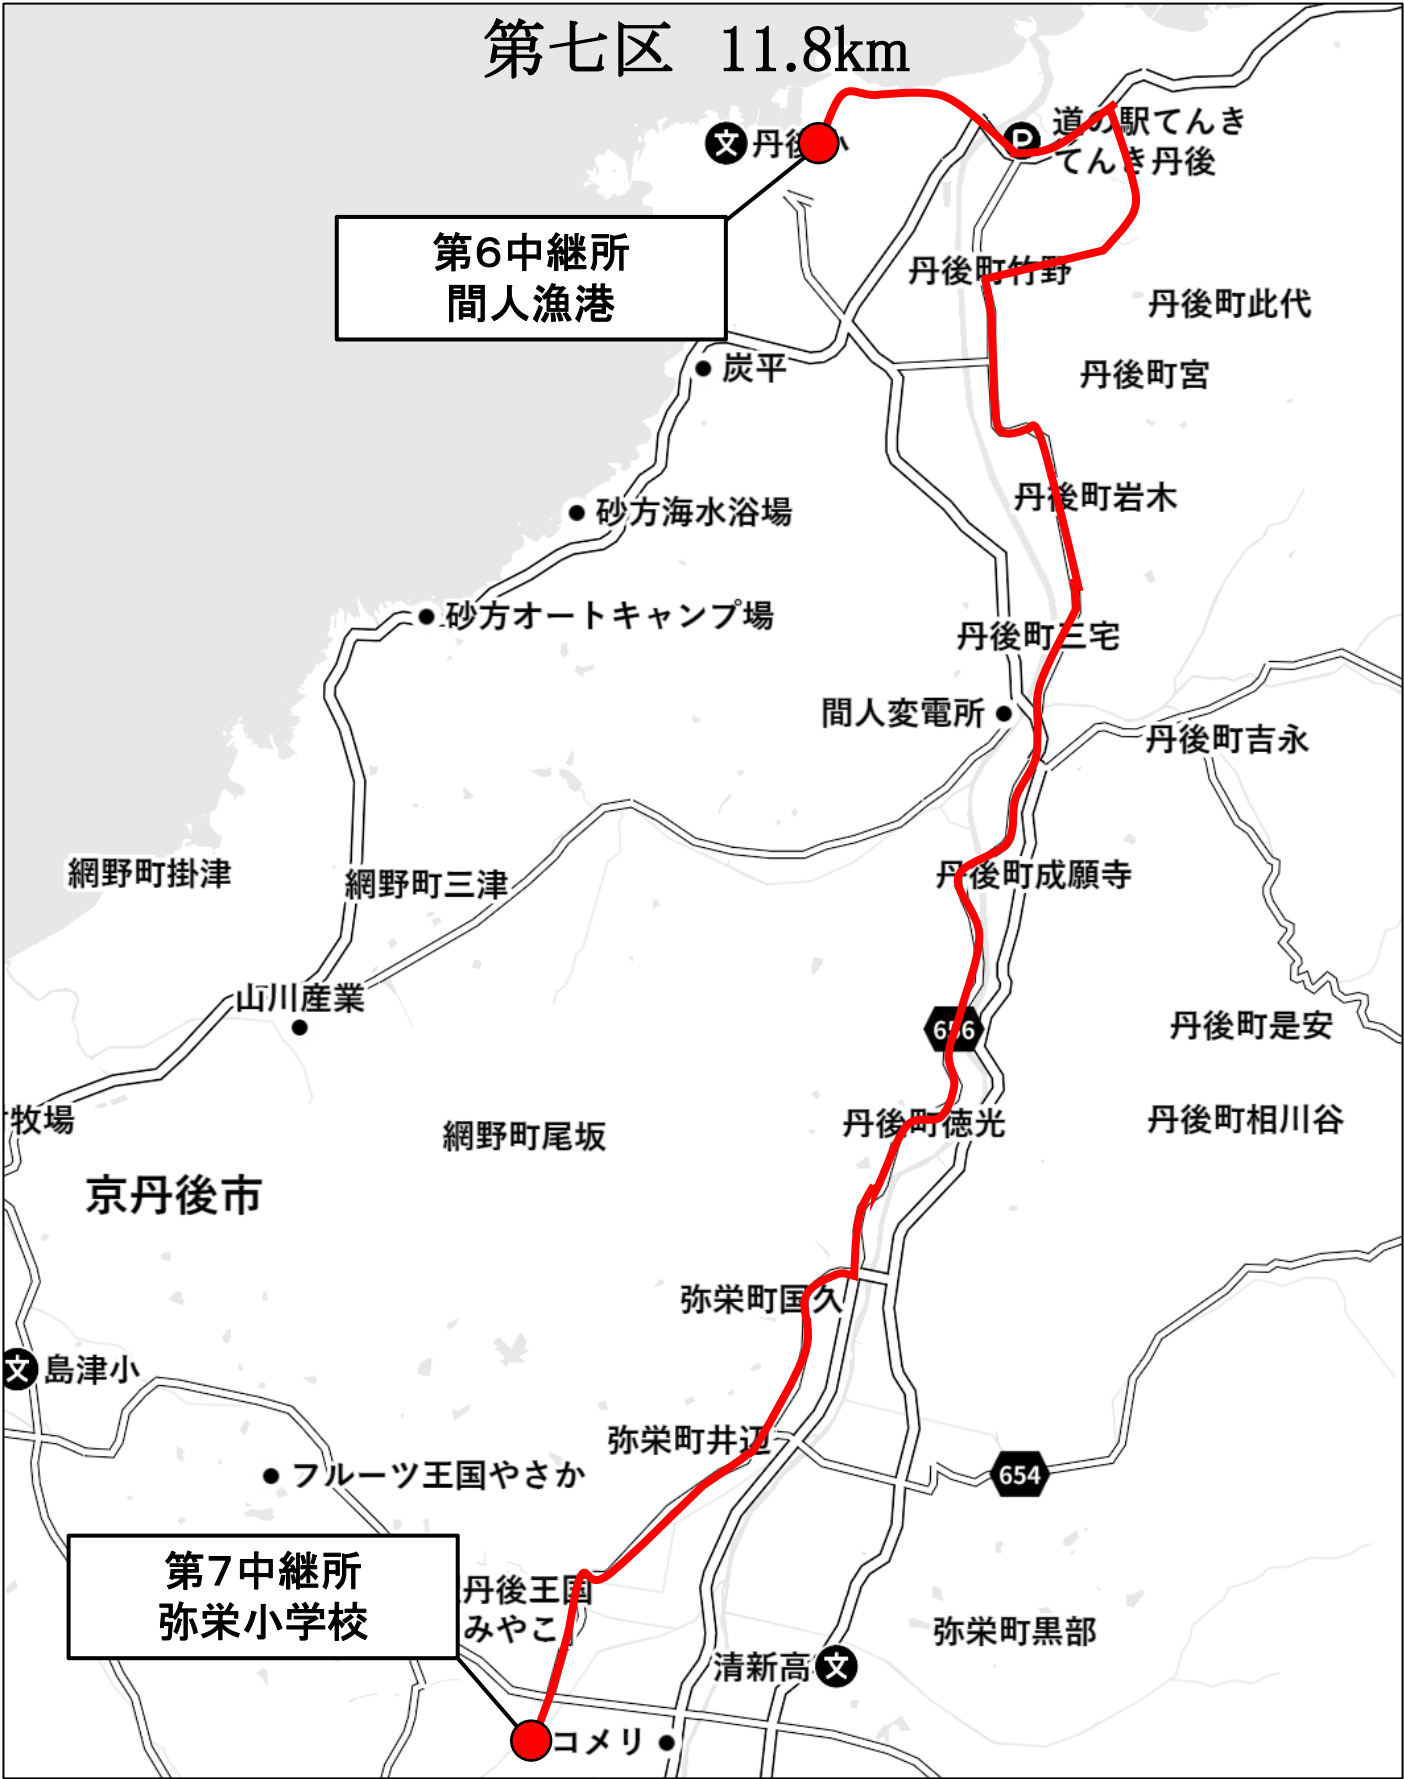 第七区 11.8km
道の駅てんき
てんき丹後
丹後小
第6中継所
間人漁港
丹後町竹野
丹後町此代
炭平
丹後町宮
丹後町岩木
砂方海水浴場
砂方オートキャンプ場
丹後町三宅
間人変電所
丹後町吉永
網野町掛津
網野町三津
丹後町成願寺
山川産業
656
丹後町是安
牧場
網野町尾坂
丹後町徳光
丹後町相川谷
京丹後市
弥栄町国久
島津小
弥栄町井辺
フルーツ王国やさか
654
第7中継所
弥栄小学校
丹後王国
みやこ」
弥栄町黒部
清新高
コメリ